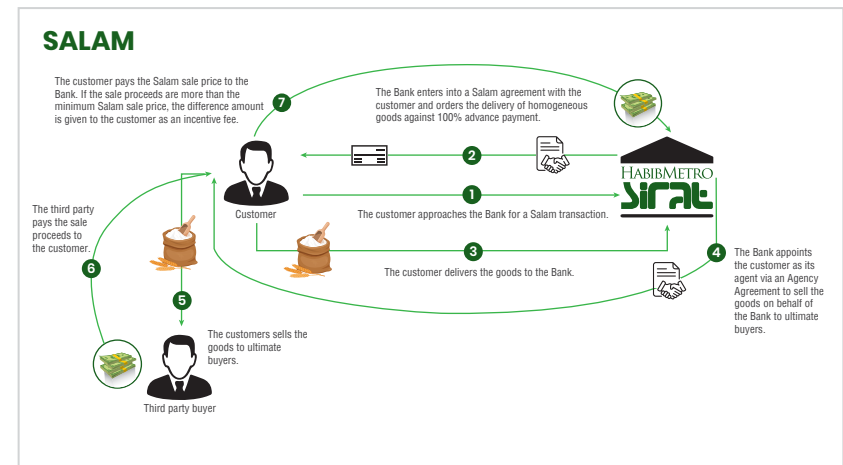 SALAM
The customer pays the Salam sale price to the
Bank. If the sale proceeds are more than the
minimum Salam sale price, the difference amount
is given to the customer as an incentive fee.
7
The Bank enters into a Salam agreement with the
customer and orders the delivery of homogeneous
goods against 100% advance payment.
2
HABIBMETRO
Sirat
1
Customer
The customer approaches the Bank for a Salam transaction.
The third party
pays the sale
proceeds to
the customer.
3
The customer delivers the goods to the Bank.
4
The Bank appoints
the customer as its
agent via an Agency
Agreement to sell the
goods on behalf of
the Bank to ultimate
buyers.
6
5
The customers sells the
goods to ultimate
buyers.
Third party buyer